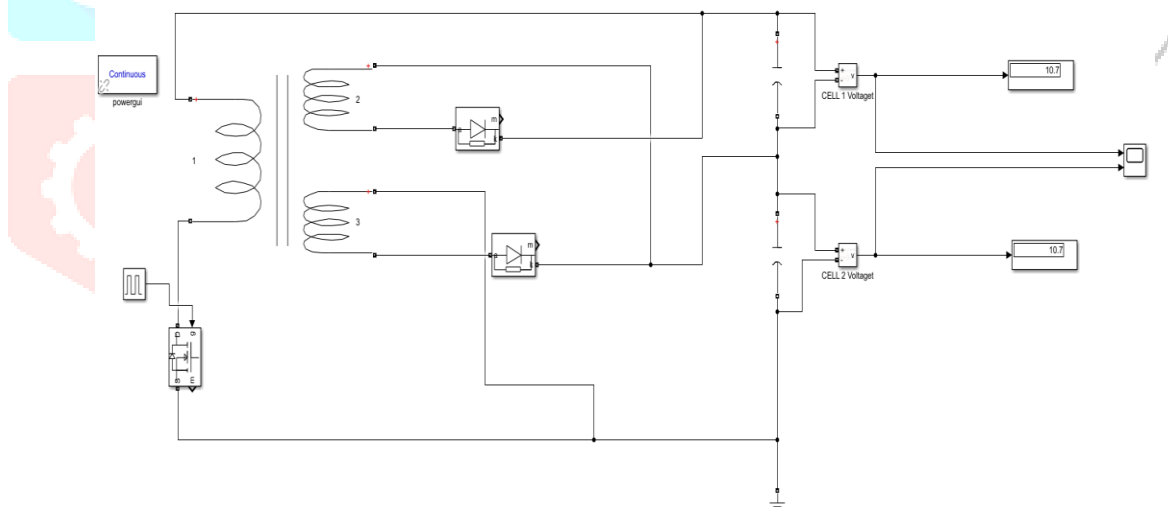 Continuous
powergui
1
2
3
m
a
k
m
a
k
g
D
S
m
+
-
v
CELL 1 Voltaget
10.7
+
-
v
CELL 2 Voltaget
10.7